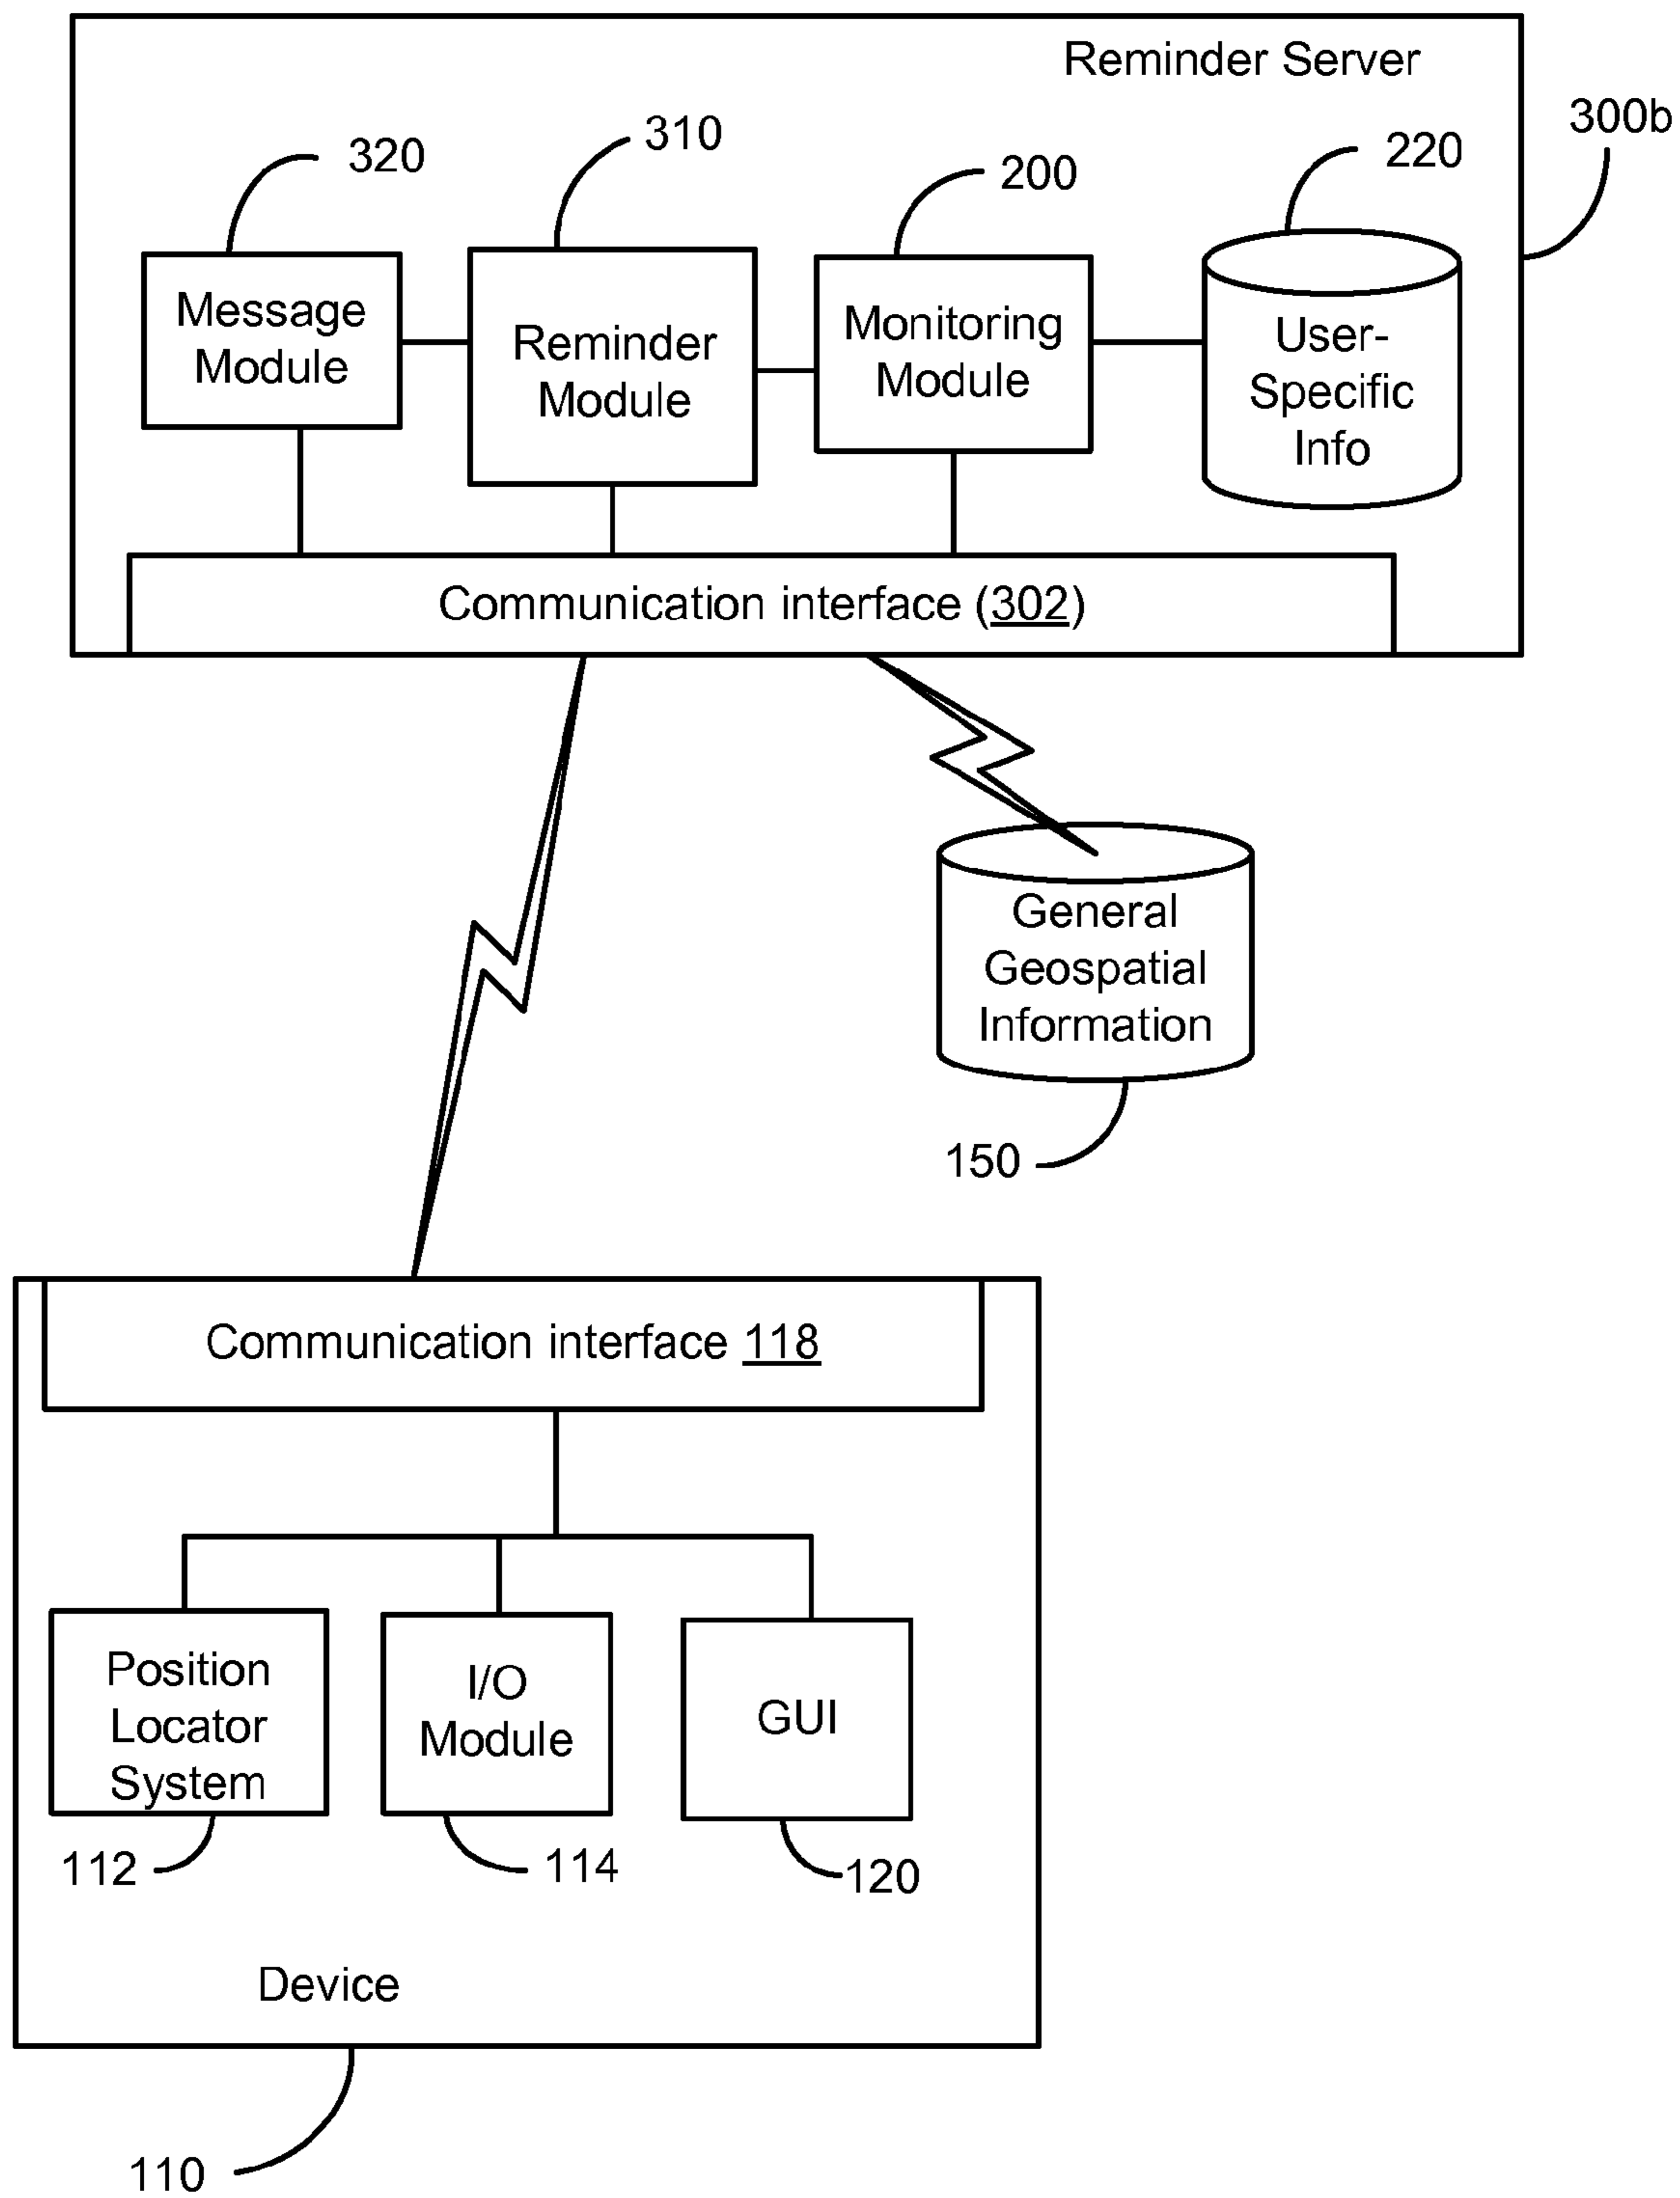 Reminder Server
300b
320
310
200
220
Message
Module
Reminder
Module
Monitoring
Module
User-
Specific
Info
Communication interface (302)
General
Geospatial
Information
150
Communication interface 118
Position
Locator
System
I/O
Module
GUI
112
114
120
Device
110